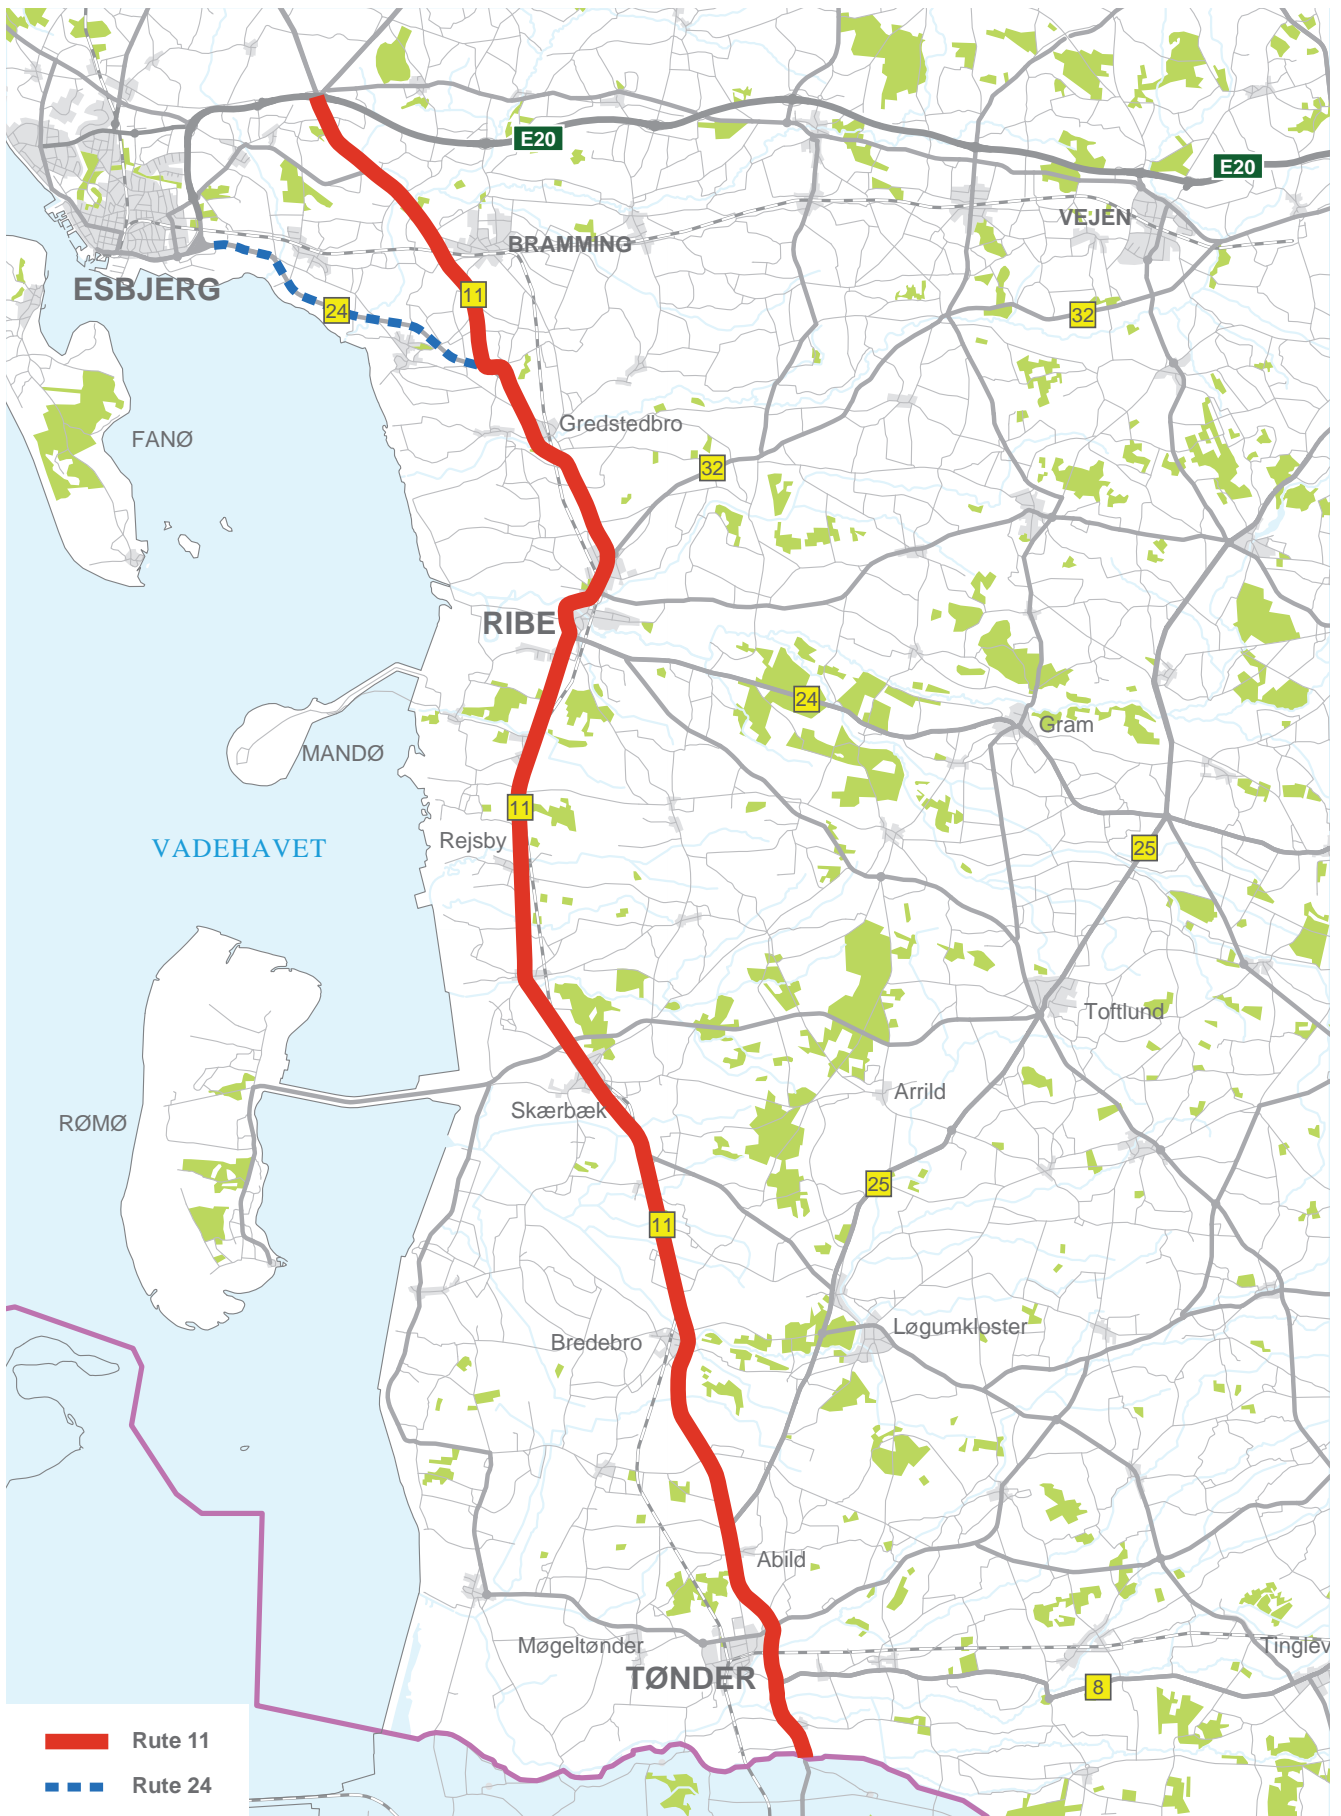 E20
E20
VEJEN
BRAMMING
ESBJERG
11
24
32
32
Gredstedbro
FANØ
RIBE
24
Gram
MANDØ
11
Rejsby
VADEHAVET
25
Toftlund
Arrild
Skærbæk
RØMØ
25
11
Løgumkloster
Bredebro
Abild
Møgeltønder
Tinglev
TØNDER
8
Rute 11
Rute 24